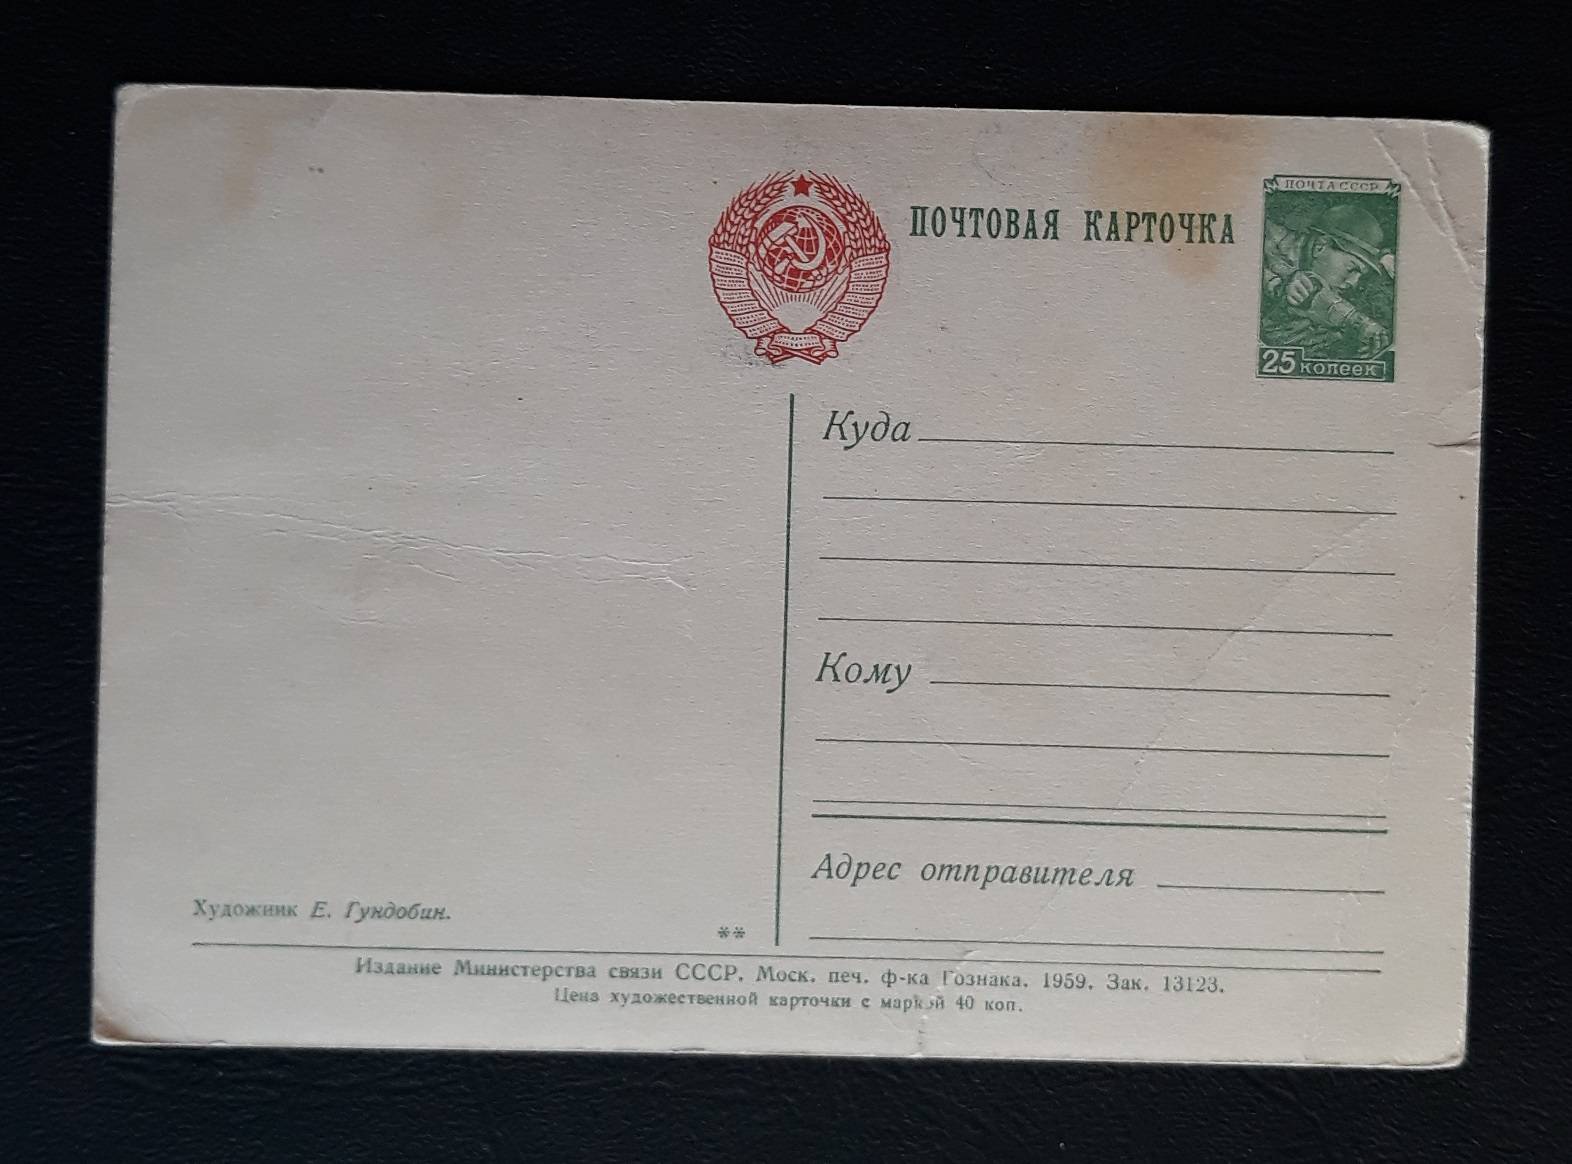 ПОЧТОВАЯ КАРТОЧКА
ПОЧТА СССР
25 копеек
Куда
Кому
Адрес отправителя
Художник Е. Гундобин.
**
Издание Министерства связи СССР. Моск. печ. ф-ка Гознака. 1959. Зак. 13123.
Цена художественной карточки с маркой 40 коп.